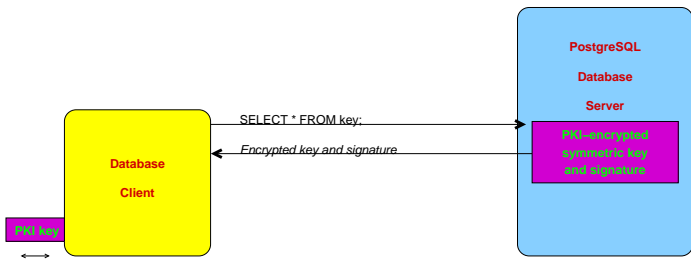 PostgreSQL
Database
Server
SELECT * FROM key;
PKI–encrypted
symmetric key
and signature
Encrypted key and signature
Database
Client
PKI key